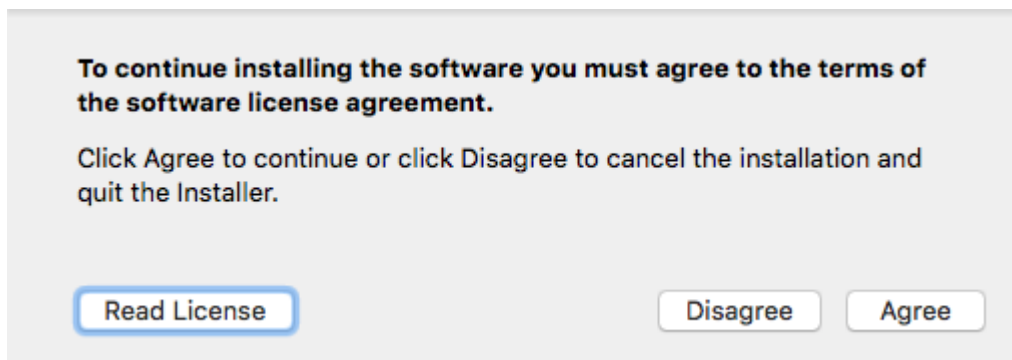 To continue installing the software you must agree to the terms of
the software license agreement.
Click Agree to continue or click Disagree to cancel the installation and
quit the Installer.
Read License
Disagree
Agree